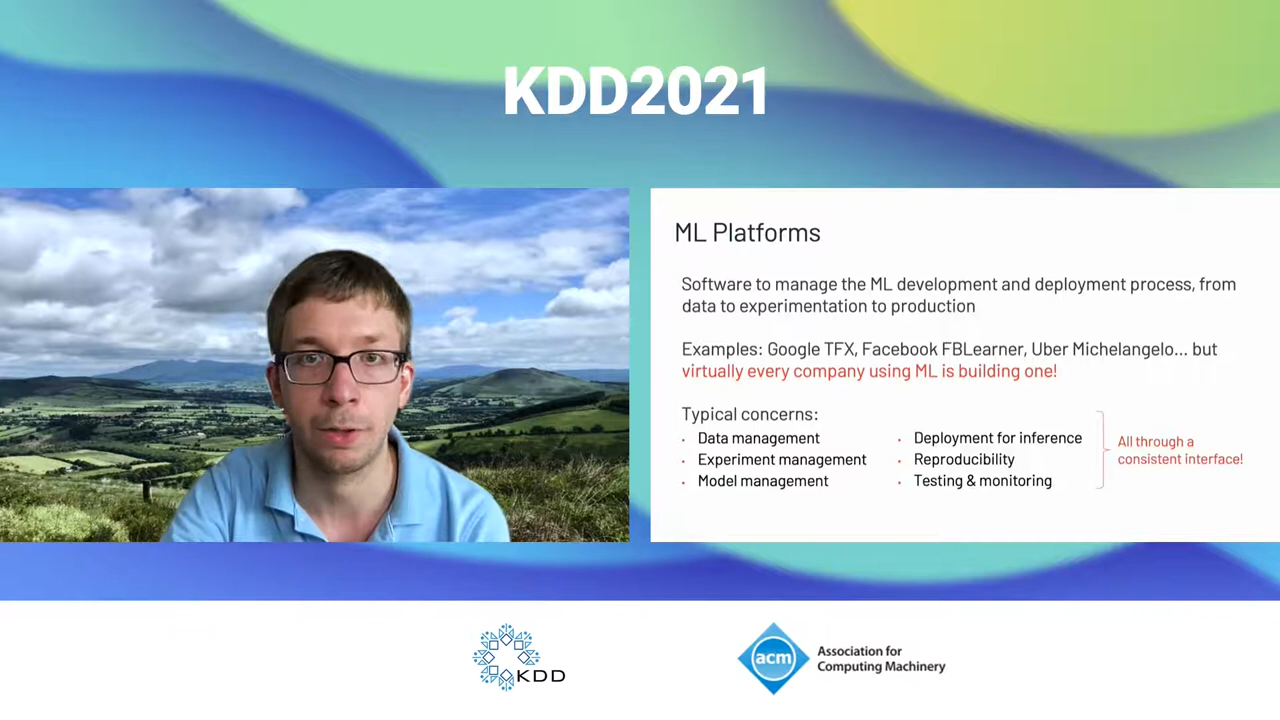 KDD2021
ML Platforms
Software to manage the ML development and deployment process, from
data to experimentation to production
Examples: Google TFX, Facebook FBLearner, Uber Michelangelo... but
virtually every company using ML is building one!
Typical concerns:
· Data management
· Experiment management
· Model management
· Deployment for inference
· Reproducibility
· Testing & monitoring
All through a
consistent interface!
KDD
acm
Association for
Computing Machinery